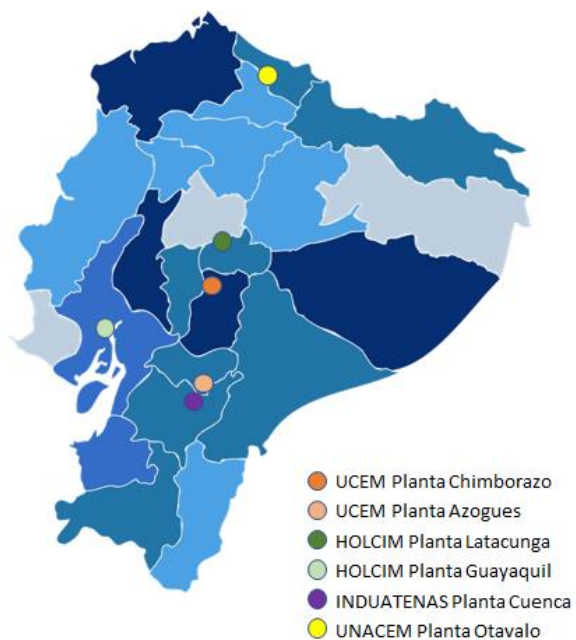 UCEM Planta Chimborazo
UCEM Planta Azogues
HOLCIM Planta Latacunga
HOLCIM Planta Guayaquil
INDUATENAS Planta Cuenca
UNACEM Planta Otavalo